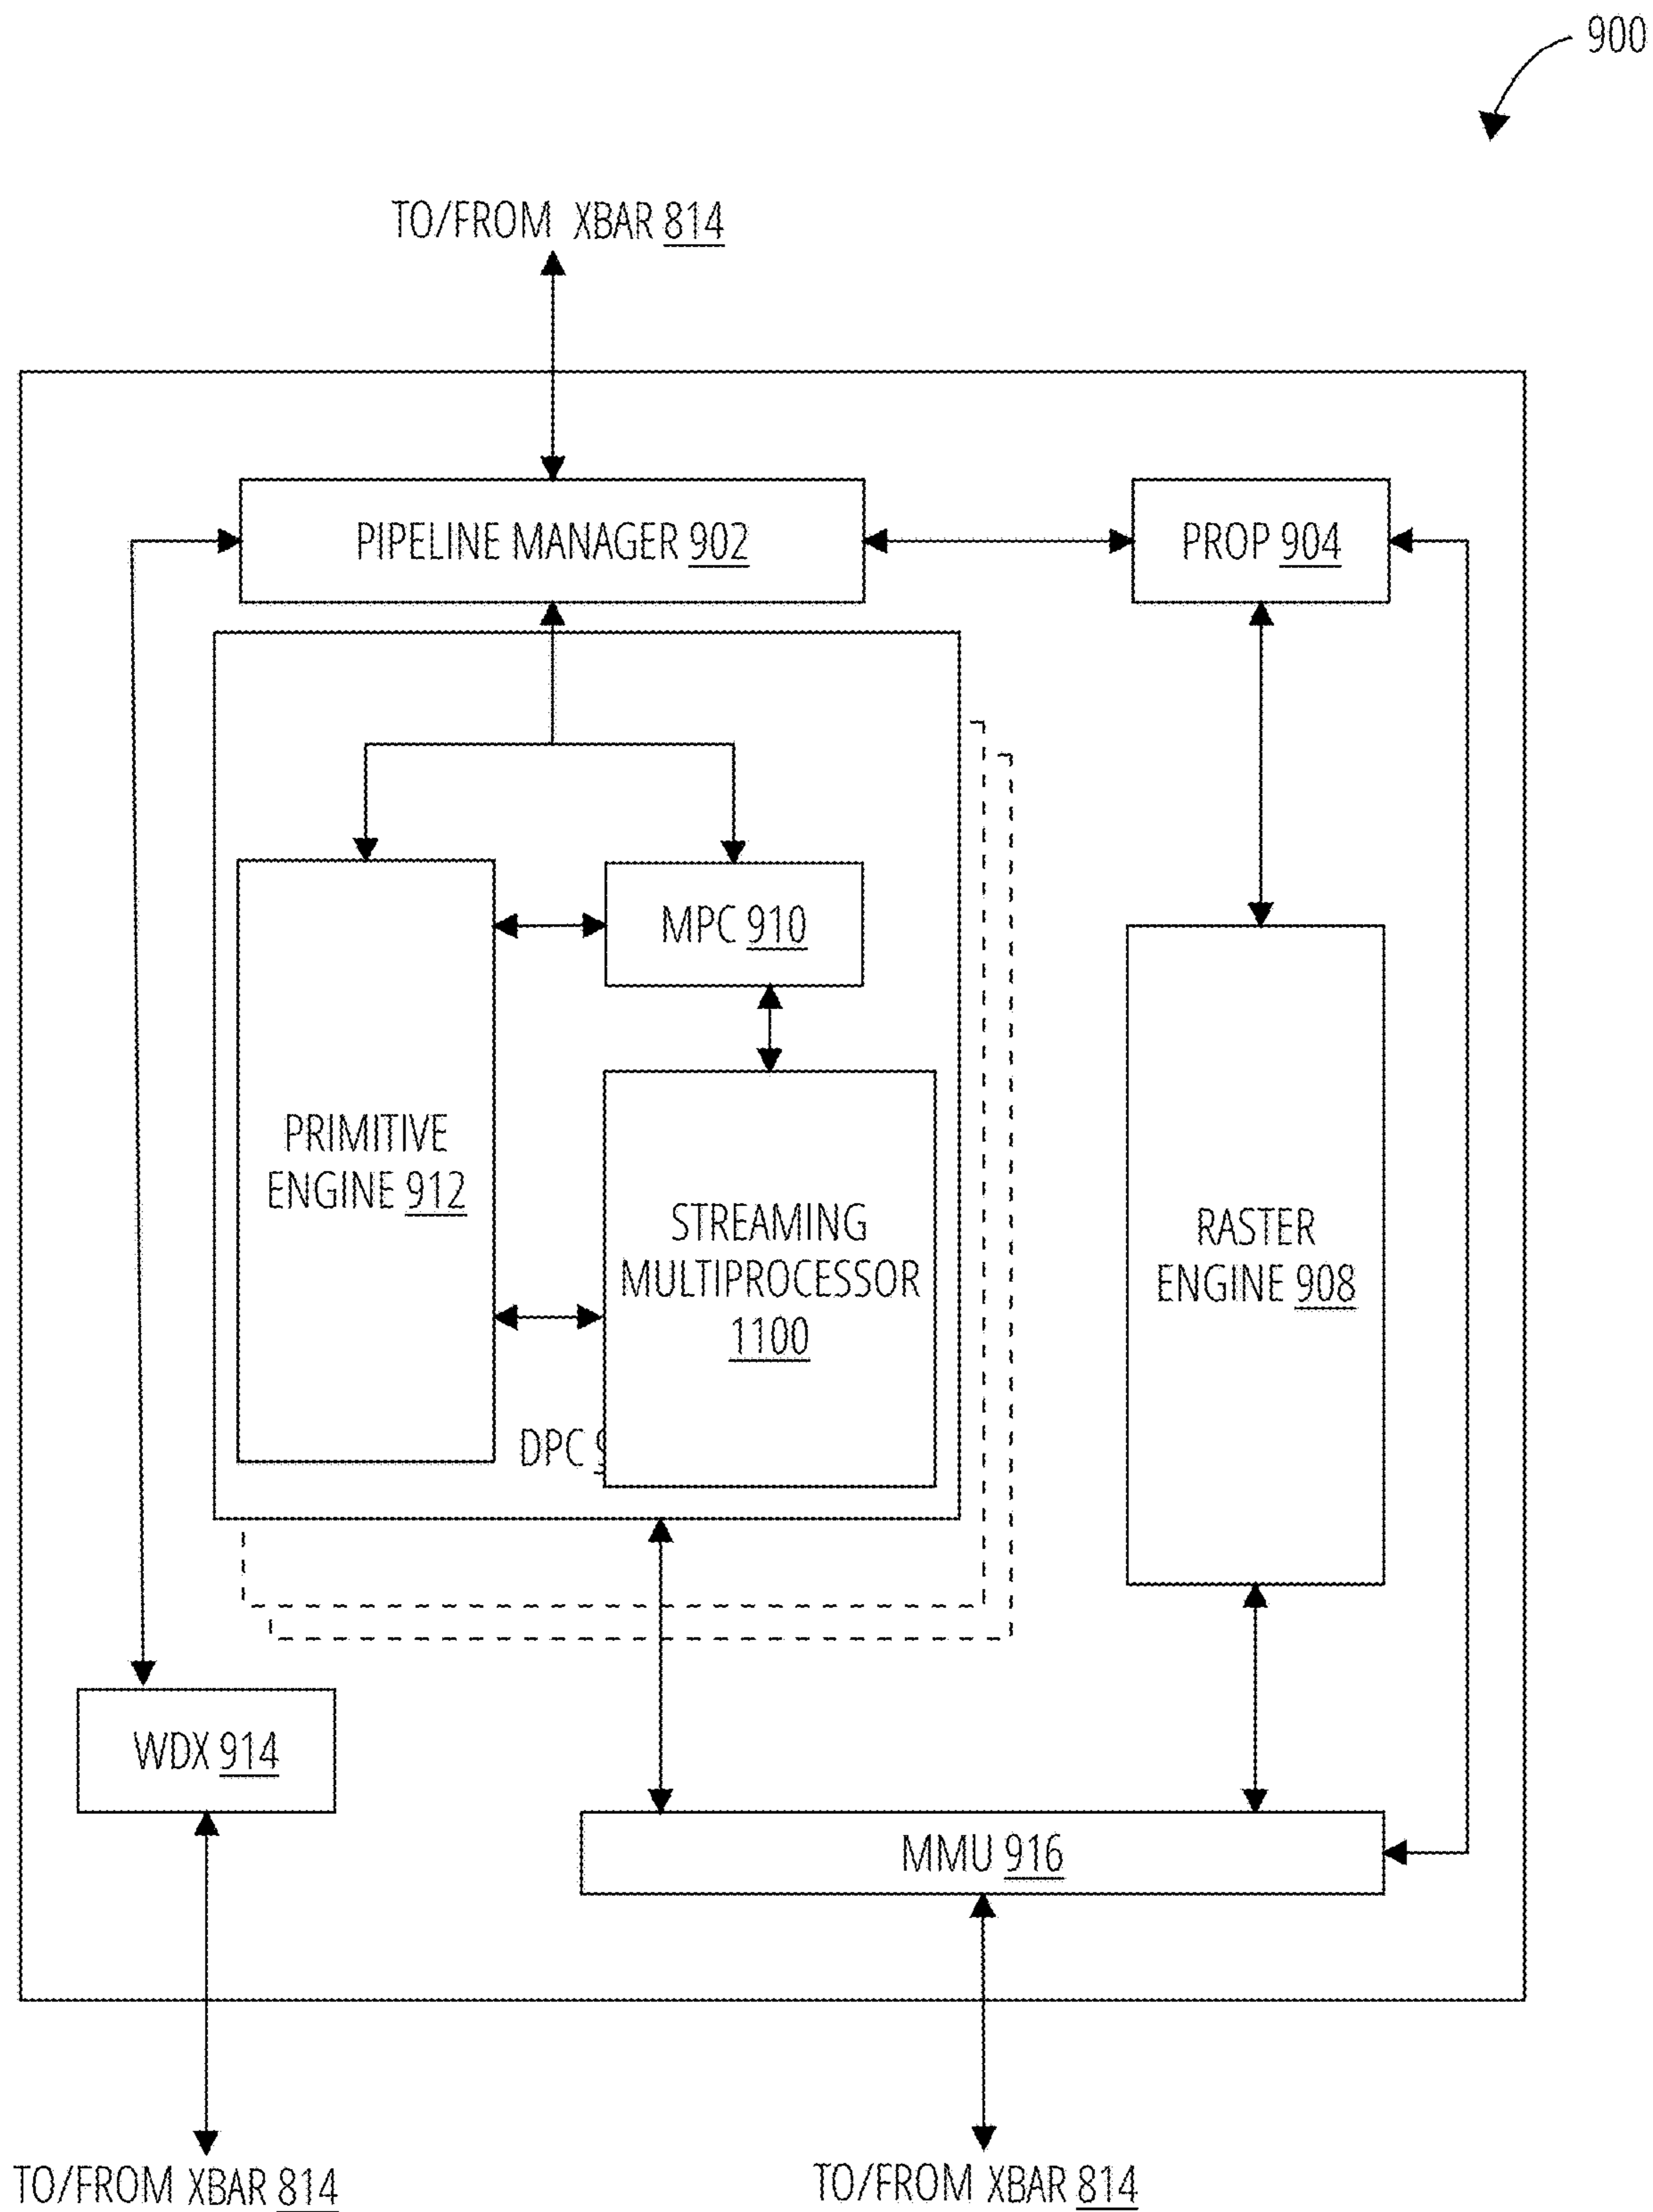 900
TO/FROM XBAR 814
PIPELINE MANAGER 902
PROP 904
MPC 910
PRIMITIVE
ENGINE 912
STREAMING
MULTIPROCESSOR
1100
RASTER
ENGINE 908
DPC
WDX 914
MMU 916
TO/FROM XBAR 814
TO/FROM XBAR 814